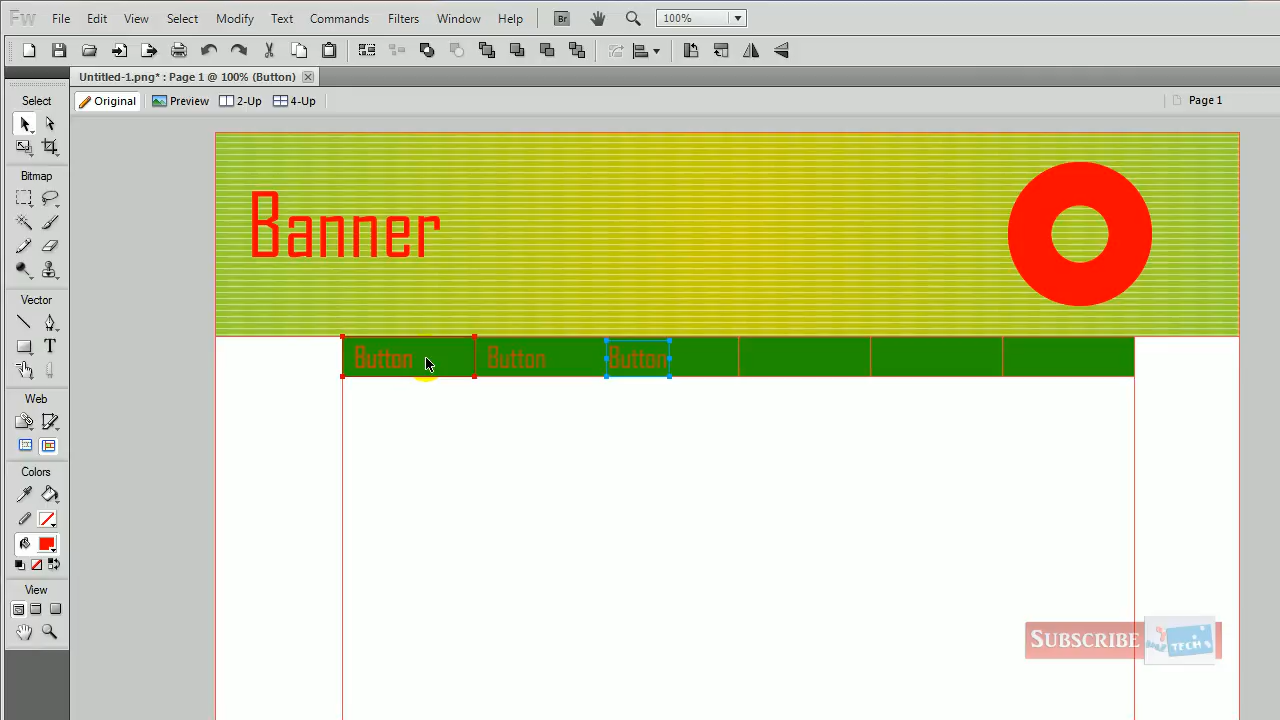 Fw File Edit View Select Modify Text Commands Filters Window Help Br 100%
Untitled-1.png* : Page 1 @ 100% (Button)
Original Preview 2-Up 4-Up Page 1
Select
Bitmap
Vector
T
Web
Colors
View
Banner
Button Button Button
SUBSCRIBE
TECH